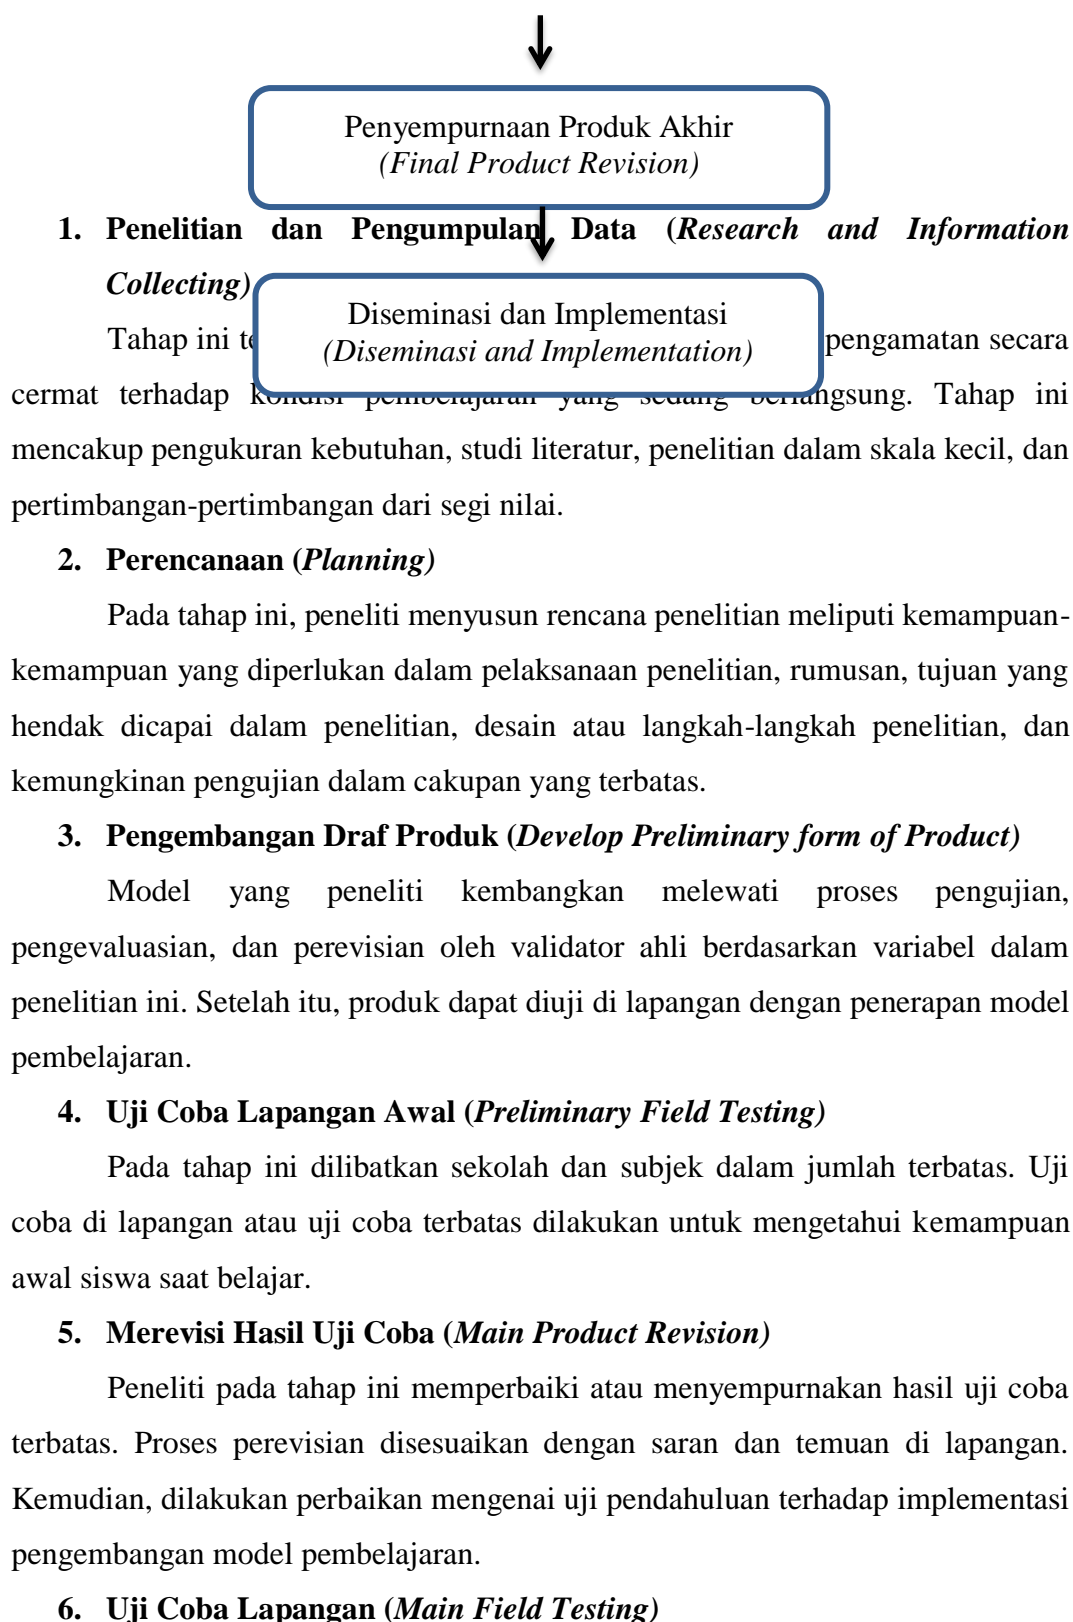 Penyempurnaan Produk Akhir
(Final Product Revision)
1. Penelitian dan Pengumpulan Data (Research and Information
Collecting)
Diseminasi dan Implementasi
(Diseminasi and Implementation)
Tahap ini pengamatan secara
cermat terhadap kondisi pembelajaran yang sedang berlangsung. Tahap ini
mencakup pengukuran kebutuhan, studi literatur, penelitian dalam skala kecil, dan
pertimbangan-pertimbangan dari segi nilai.
2. Perencanaan (Planning)
Pada tahap ini, peneliti menyusun rencana penelitian meliputi kemampuan-
kemampuan yang diperlukan dalam pelaksanaan penelitian, rumusan, tujuan yang
hendak dicapai dalam penelitian, desain atau langkah-langkah penelitian, dan
kemungkinan pengujian dalam cakupan yang terbatas.
3. Pengembangan Draf Produk (Develop Preliminary form of Product)
Model yang peneliti kembangkan melewati proses pengujian,
pengevaluasian, dan perevisian oleh validator ahli berdasarkan variabel dalam
penelitian ini. Setelah itu, produk dapat diuji di lapangan dengan penerapan model
pembelajaran.
4. Uji Coba Lapangan Awal (Preliminary Field Testing)
Pada tahap ini dilibatkan sekolah dan subjek dalam jumlah terbatas. Uji
coba di lapangan atau uji coba terbatas dilakukan untuk mengetahui kemampuan
awal siswa saat belajar.
5. Merevisi Hasil Uji Coba (Main Product Revision)
Peneliti pada tahap ini memperbaiki atau menyempurnakan hasil uji coba
terbatas. Proses perevisian disesuaikan dengan saran dan temuan di lapangan.
Kemudian, dilakukan perbaikan mengenai uji pendahuluan terhadap implementasi
pengembangan model pembelajaran.
6. Uji Coba Lapangan (Main Field Testing)